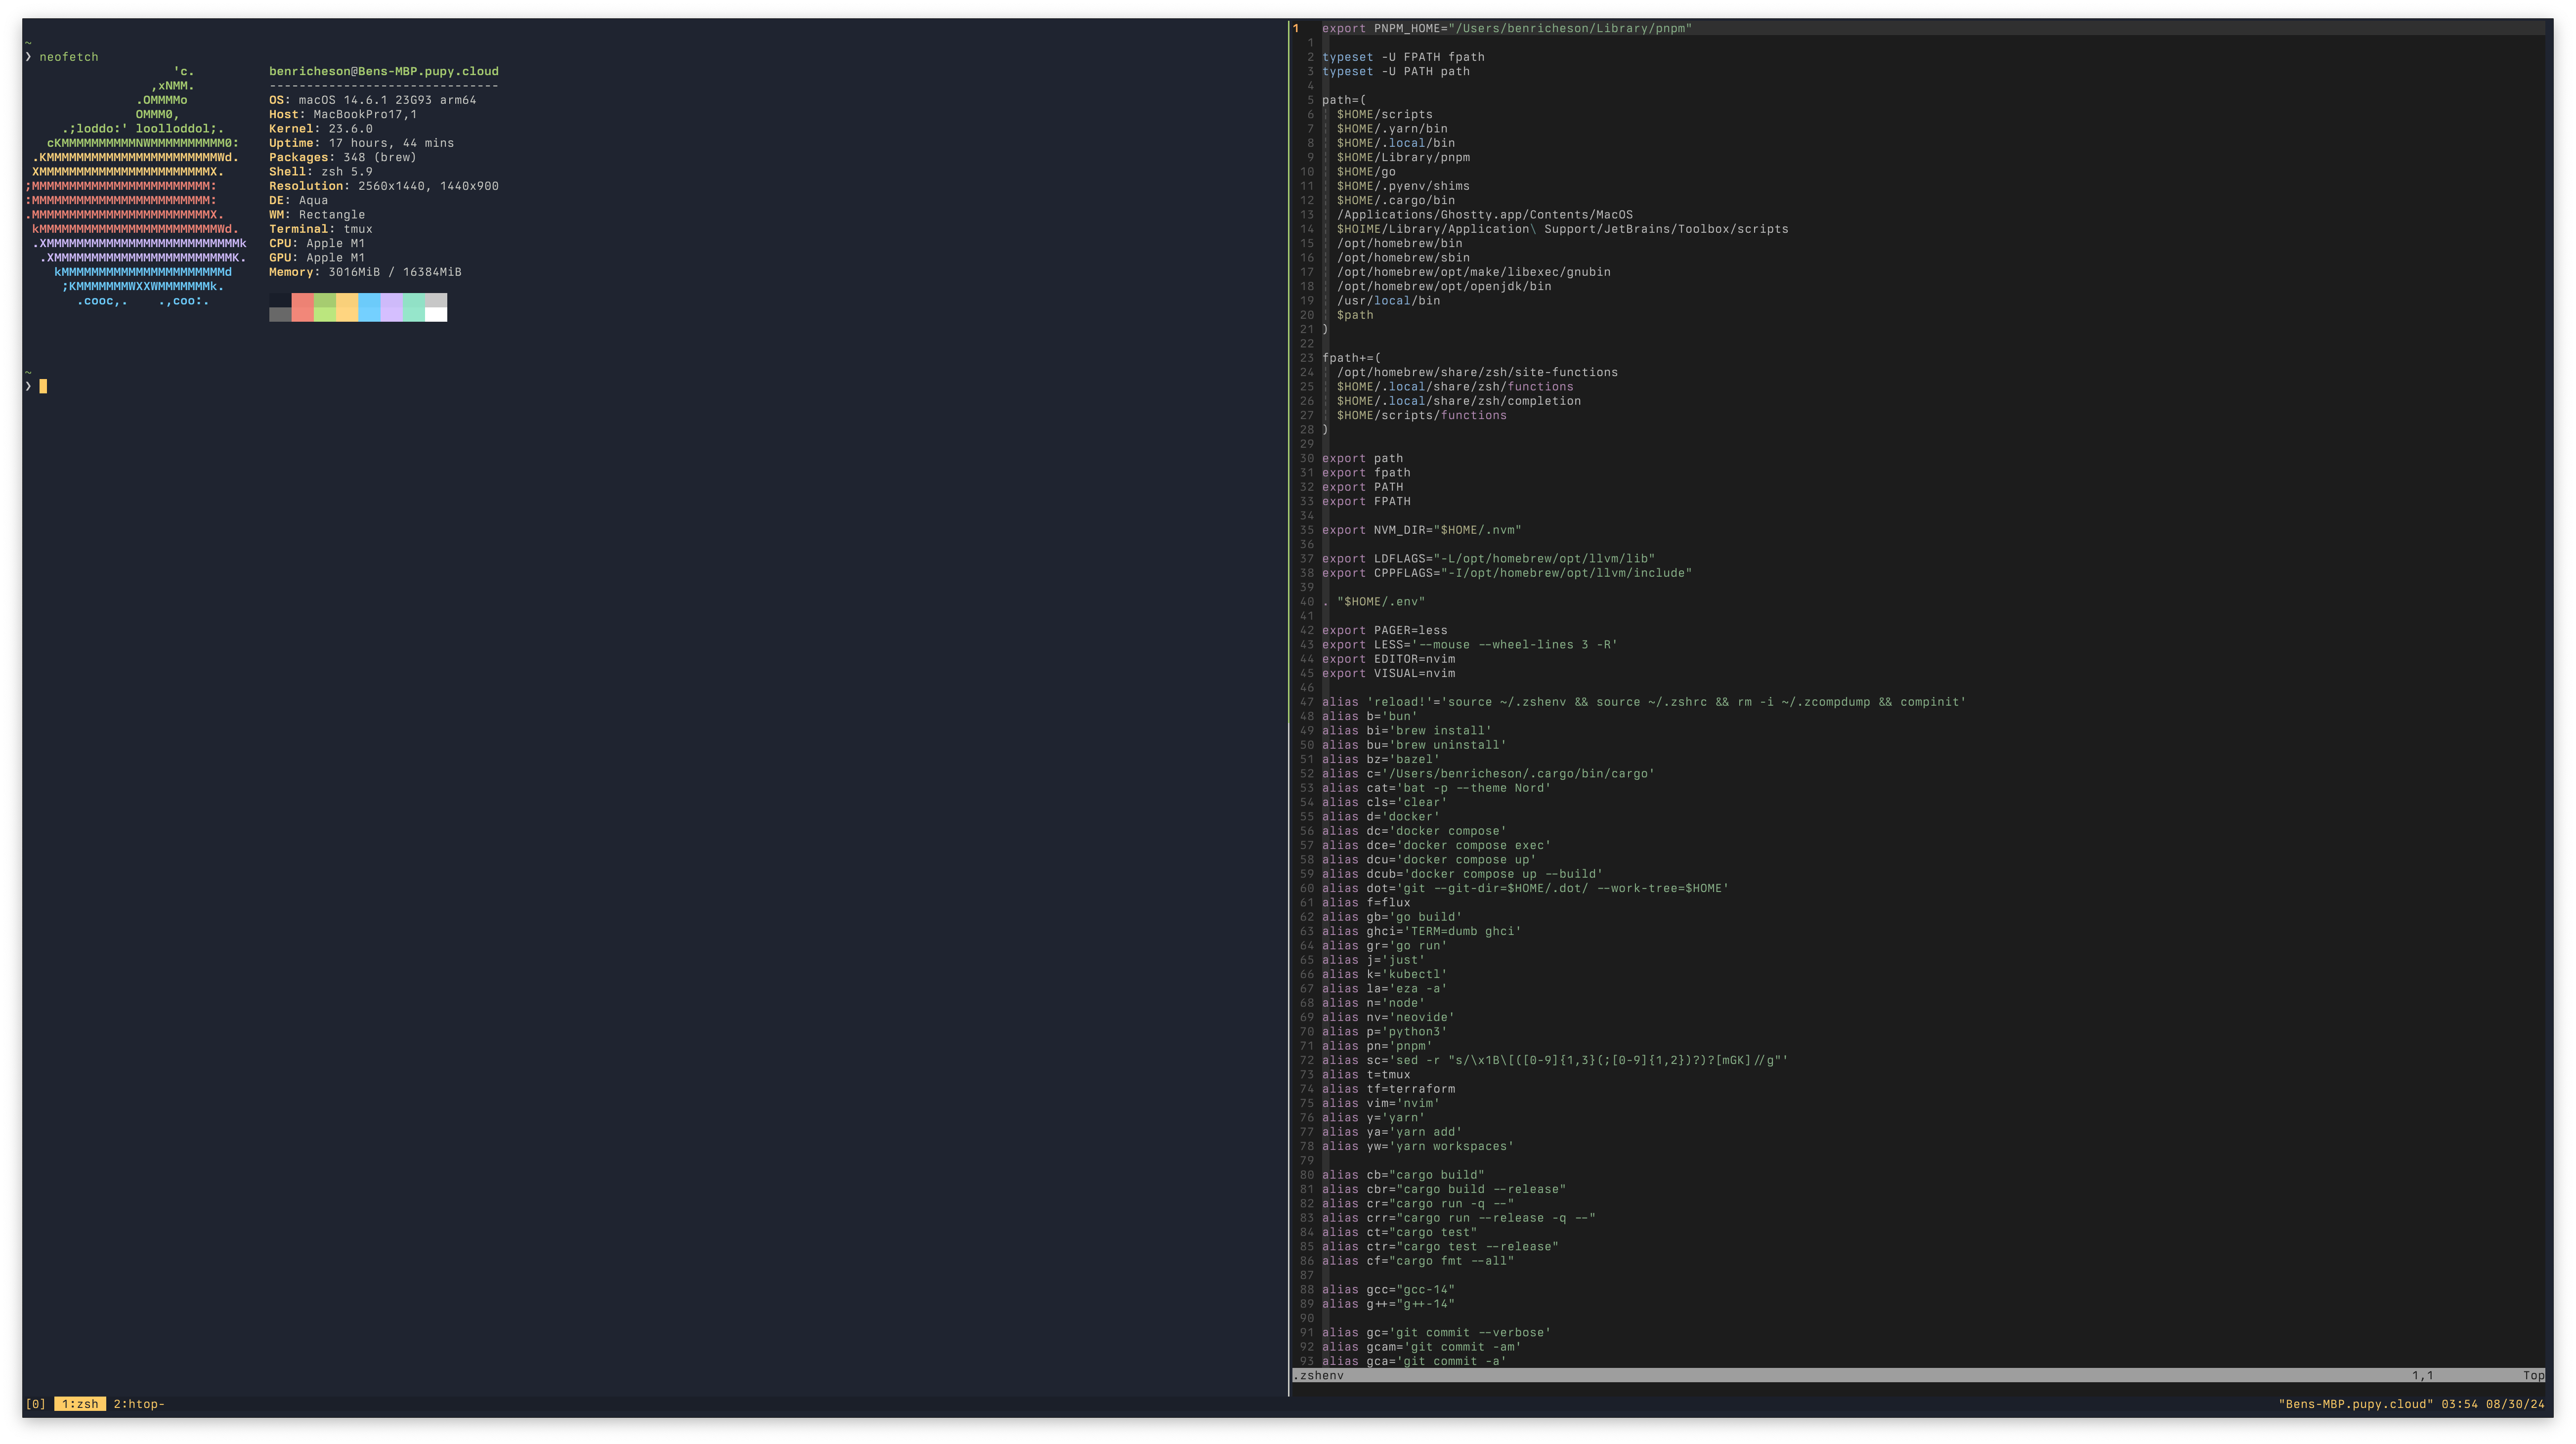 ~
❯ neofetch
'c.
,xNMM.
.OMMMMo
OMMM0,
.;loddo:' loolloddol;.
cKMMMMMMMMMMNWMMMMMMMMMM0:
.KMMMMMMMMMMMMMMMMMMMMMMMWd.
XMMMMMMMMMMMMMMMMMMMMMMMX.
;MMMMMMMMMMMMMMMMMMMMMMMM:
:MMMMMMMMMMMMMMMMMMMMMMMM:
.MMMMMMMMMMMMMMMMMMMMMMMMX.
kMMMMMMMMMMMMMMMMMMMMMMMMWd.
.XMMMMMMMMMMMMMMMMMMMMMMMMMMk
.XMMMMMMMMMMMMMMMMMMMMMMMMK.
kMMMMMMMMMMMMMMMMMMMMMMd
;KMMMMMMMWXXWMMMMMMMk.
.cooc,.    .,coo:.
benricheson@Bens-MBP.pupy.cloud
-------------------------------
OS: macOS 14.6.1 23G93 arm64
Host: MacBookPro17,1
Kernel: 23.6.0
Uptime: 17 hours, 44 mins
Packages: 348 (brew)
Shell: zsh 5.9
Resolution: 2560x1440, 1440x900
DE: Aqua
WM: Rectangle
Terminal: tmux
CPU: Apple M1
GPU: Apple M1
Memory: 3016MiB / 16384MiB
~
❯
1 export PNPM_HOME="/Users/benricheson/Library/pnpm"
1
2 typeset -U FPATH fpath
3 typeset -U PATH path
4
5 path=(
6 $HOME/scripts
7 $HOME/.yarn/bin
8 $HOME/.local/bin
9 $HOME/Library/pnpm
10 $HOME/go
11 $HOME/.pyenv/shims
12 $HOME/.cargo/bin
13 /Applications/Ghostty.app/Contents/MacOS
14 $HOIME/Library/Application\ Support/JetBrains/Toolbox/scripts
15 /opt/homebrew/bin
16 /opt/homebrew/sbin
17 /opt/homebrew/opt/make/libexec/gnubin
18 /opt/homebrew/opt/openjdk/bin
19 /usr/local/bin
20 $path
21 )
22
23 fpath+=(
24 /opt/homebrew/share/zsh/site-functions
25 $HOME/.local/share/zsh/functions
26 $HOME/.local/share/zsh/completion
27 $HOME/scripts/functions
28 )
29
30 export path
31 export fpath
32 export PATH
33 export FPATH
34
35 export NVM_DIR="$HOME/.nvm"
36
37 export LDFLAGS="-L/opt/homebrew/opt/llvm/lib"
38 export CPPFLAGS="-I/opt/homebrew/opt/llvm/include"
39
40 . "$HOME/.env"
41
42 export PAGER=less
43 export LESS='--mouse --wheel-lines 3 -R'
44 export EDITOR=nvim
45 export VISUAL=nvim
46
47 alias 'reload!'='source ~/.zshenv && source ~/.zshrc && rm -i ~/.zcompdump && compinit'
48 alias b='bun'
49 alias bi='brew install'
50 alias bu='brew uninstall'
51 alias bz='bazel'
52 alias c='/Users/benricheson/.cargo/bin/cargo'
53 alias cat='bat -p --theme Nord'
54 alias cls='clear'
55 alias d='docker'
56 alias dc='docker compose'
57 alias dce='docker compose exec'
58 alias dcu='docker compose up'
59 alias dcub='docker compose up --build'
60 alias dot='git --git-dir=$HOME/.dot/ --work-tree=$HOME'
61 alias f=flux
62 alias gb='go build'
63 alias ghci='TERM=dumb ghci'
64 alias gr='go run'
65 alias j='just'
66 alias k='kubectl'
67 alias la='eza -a'
68 alias n='node'
69 alias nv='neovide'
70 alias p='python3'
71 alias pn='pnpm'
72 alias sc='sed -r "s/\x1B\[([0-9]{1,3}(;[0-9]{1,2})?)?[mGK]//g"'
73 alias t=tmux
74 alias tf=terraform
75 alias vim='nvim'
76 alias y='yarn'
77 alias ya='yarn add'
78 alias yw='yarn workspaces'
79
80 alias cb="cargo build"
81 alias cbr="cargo build --release"
82 alias cr="cargo run -q --"
83 alias crr="cargo run --release -q --"
84 alias ct="cargo test"
85 alias ctr="cargo test --release"
86 alias cf="cargo fmt --all"
87
88 alias gcc="gcc-14"
89 alias g++="g++-14"
90
91 alias gc='git commit --verbose'
92 alias gcam='git commit -am'
93 alias gca='git commit -a'
.zshenv 1,1 Top
[0] 1:zsh 2:htop- "Bens-MBP.pupy.cloud" 03:54 08/30/24